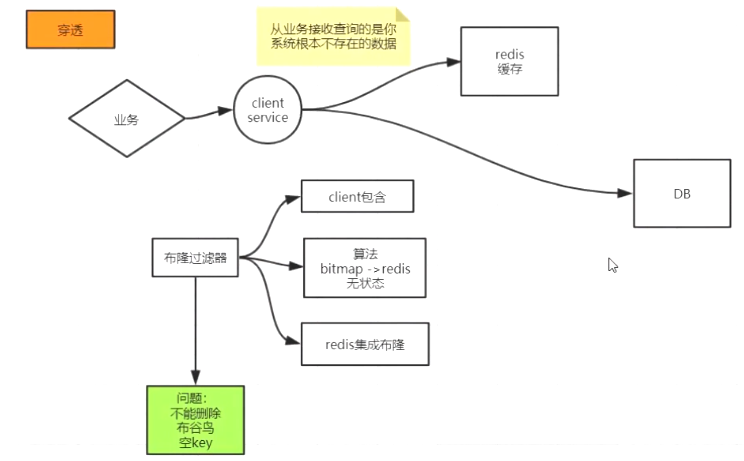 穿透
从业务接收查询的是你
系统根本不存在的数据
redis
缓存
业务
client
service
DB
client包含
布隆过滤器
算法
bitmap ->redis
无状态
redis集成布隆
问题：
不能删除
布谷鸟
空key